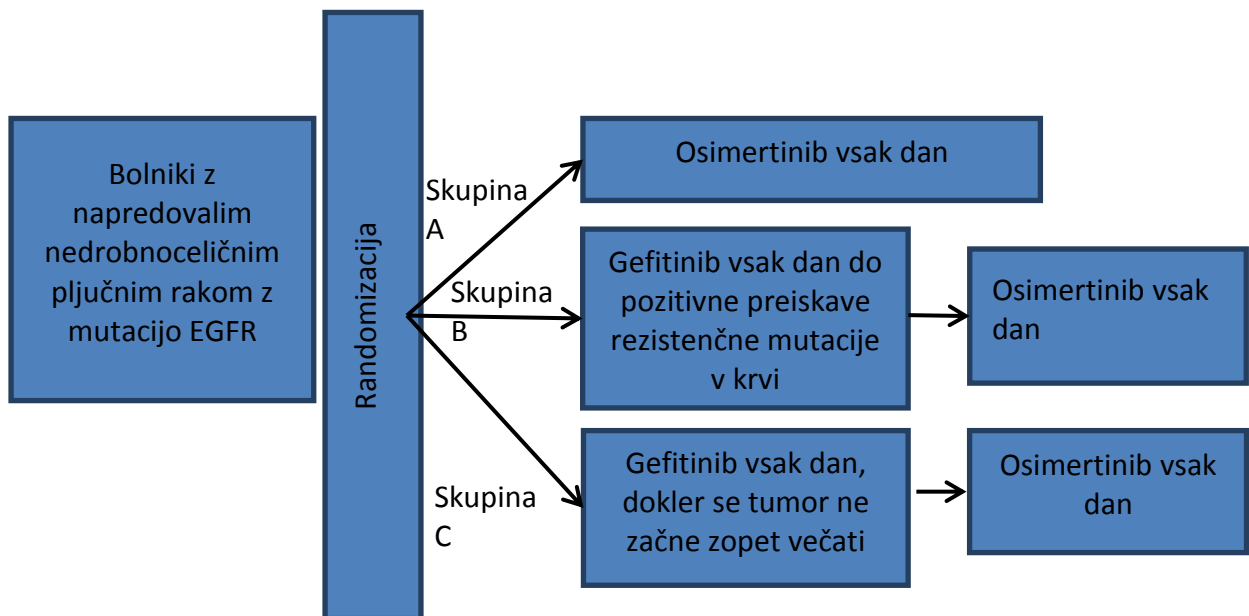 Bolniki z
napredovalim
nedrobnoceličnim
pljučnim rakom z
mutacijo EGFR
Randomizacija
Skupina
A
Osimertinib vsak dan
Skupina
B
Gefitinib vsak dan do
pozitivne preiskave
rezistenčne mutacije
v krvi
Osimertinib vsak
dan
Skupina
C
Gefitinib vsak dan,
dokler se tumor ne
začne zopet večati
Osimertinib vsak
dan